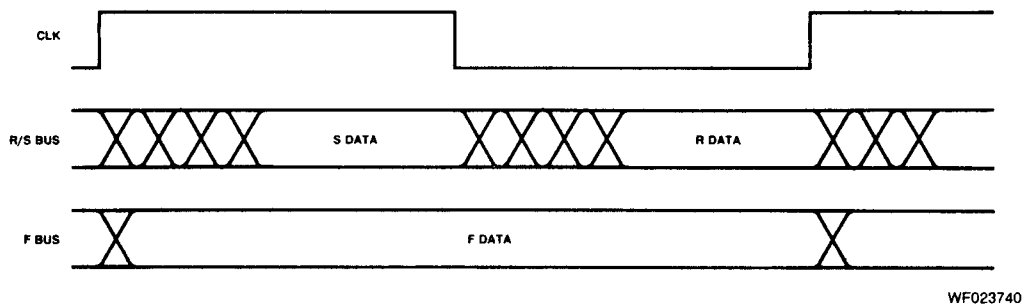 CLK
R/S BUS
S DATA
R DATA
F BUS
F DATA
WF023740